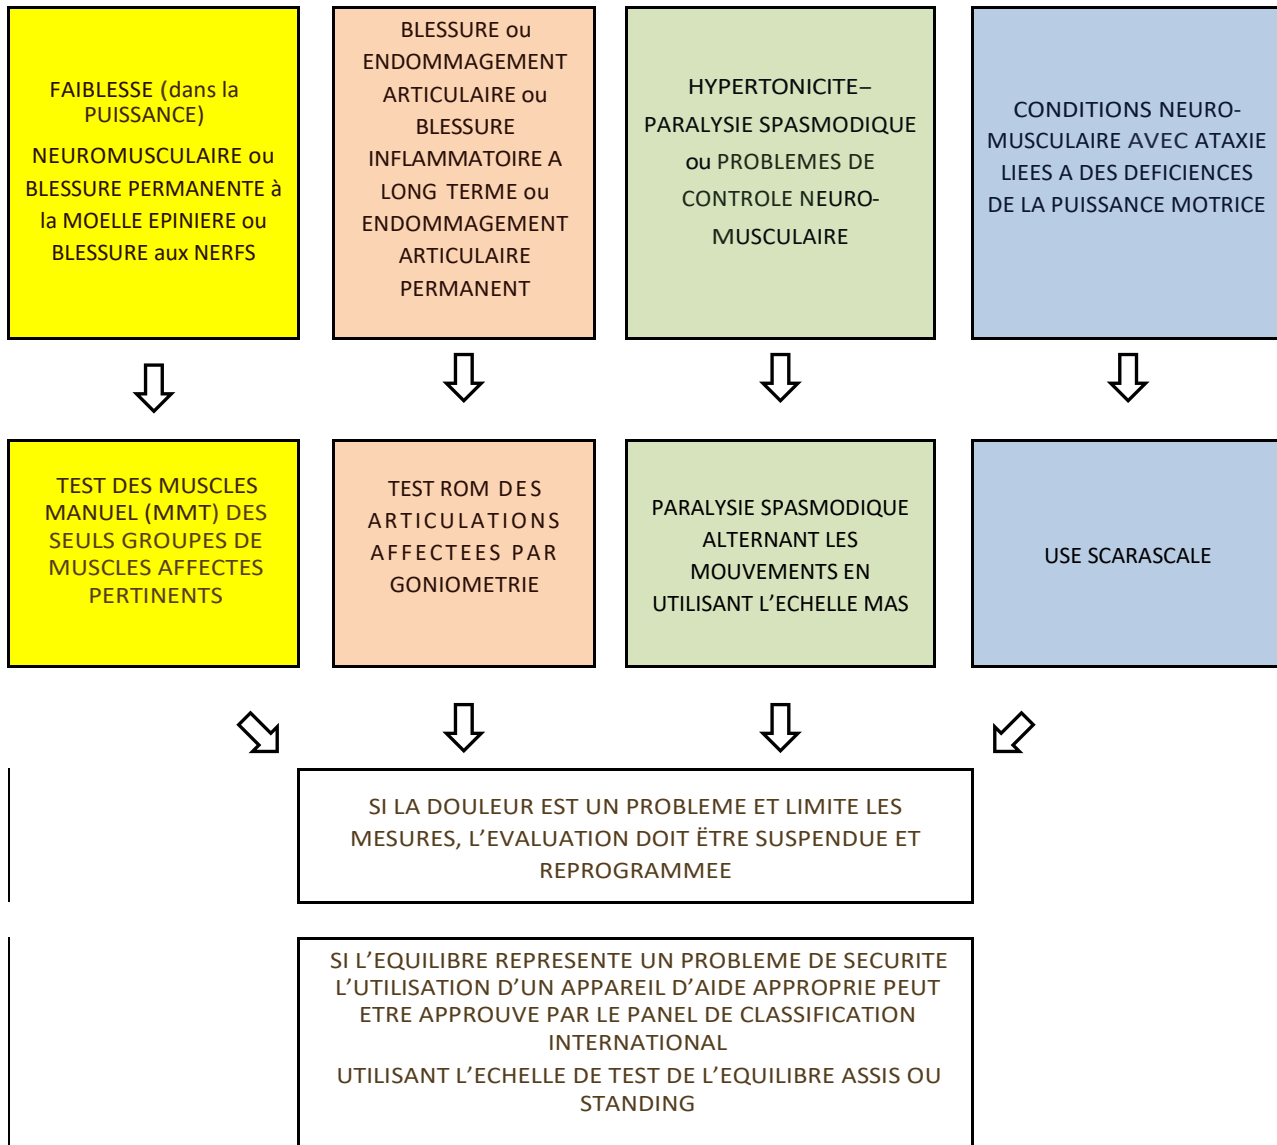 FAIBLESSE (dans la
PUISSANCE)
NEUROMUSCULAIRE ou
BLESSURE PERMANENTE à
la MOELLE EPINIERE ou
BLESSURE aux NERFS
BLESSURE ou
ENDOMMAGEMENT
ARTICULAIRE ou
BLESSURE
INFLAMMATOIRE A
LONG TERME ou
ENDOMMAGEMENT
ARTICULAIRE
PERMANENT
HYPERTONICITE–
PARALYSIE SPASMODIQUE
ou PROBLEMES DE
CONTROLE NEURO-
MUSCULAIRE
CONDITIONS NEURO-
MUSCULAIRE AVEC ATAXIE
LIEES A DES DEFICIENCES
DE LA PUISSANCE MOTRICE
TEST DES MUSCLES
MANUEL (MMT) DES
SEULS GROUPES DE
MUSCLES AFFECTES
PERTINENTS
TEST ROM DES
ARTICULATIONS
AFFECTEES PAR
GONIOMETRIE
PARALYSIE SPASMODIQUE
ALTERNANT LES
MOUVEMENTS EN
UTILISANT L’ECHELLE MAS
USE SCARASCALE
SI LA DOULEUR EST UN PROBLEME ET LIMITE LES
MESURES, L’EVALUATION DOIT ËTRE SUSPENDUE ET
REPROGRAMMEE
SI L’EQUILIBRE REPRESENTE UN PROBLEME DE SECURITE
L’UTILISATION D’UN APPAREIL D’AIDE APPROPRIE PEUT
ETRE APPROUVE PAR LE PANEL DE CLASSIFICATION
INTERNATIONAL
UTILISANT L’ECHELLE DE TEST DE L’EQUILIBRE ASSIS OU
STANDING